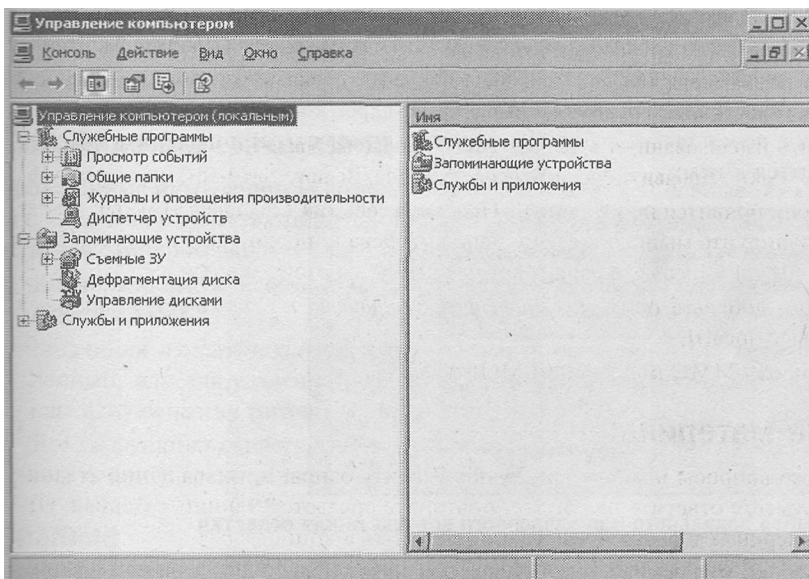 Управление компьютером
Консоль Действие Вид Окно Справка
Управление компьютером (локальным)
Служебные программы
Просмотр событий
Общие папки
Журналы и оповещения производительности
Диспетчер устройств
Запоминающие устройства
Съемные ЗУ
Дефрагментация диска
Управление дисками
Службы и приложения
Имя
Служебные программы
Запоминающие устройства
Службы и приложения